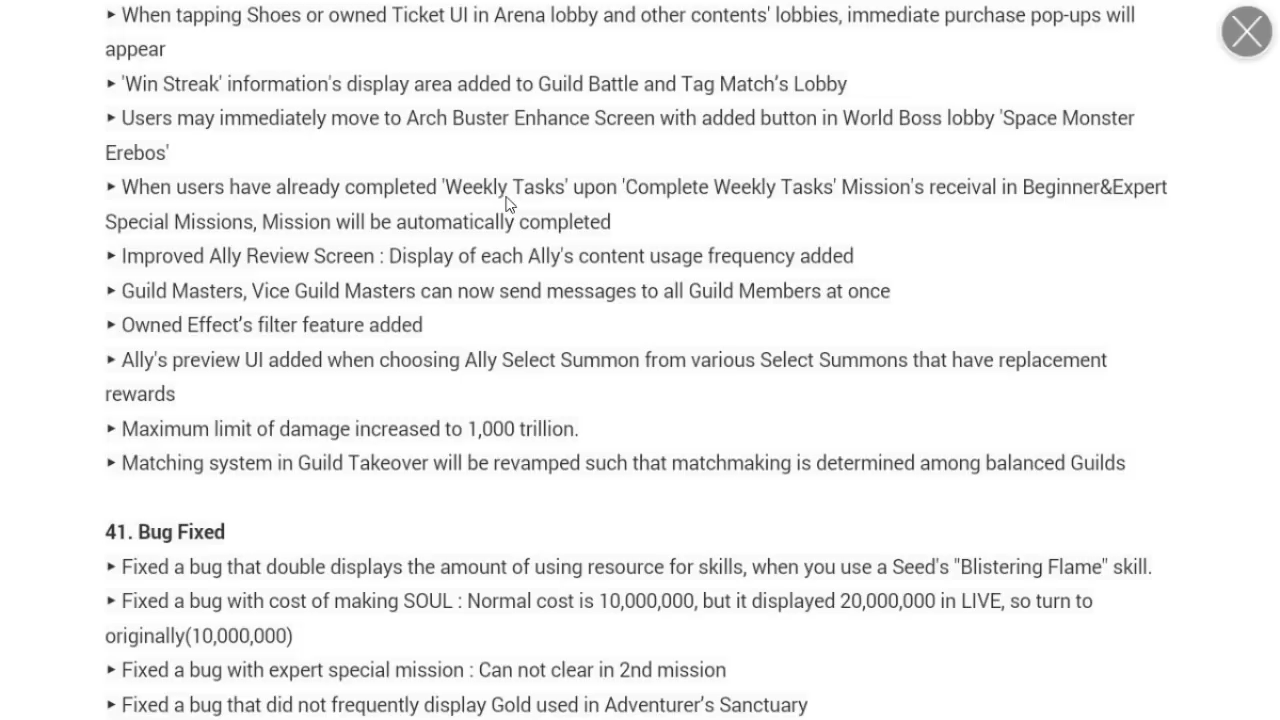 ‣ When tapping Shoes or owned Ticket UI in Arena lobby and other contents' lobbies, immediate purchase pop-ups will
appear
‣ 'Win Streak' information's display area added to Guild Battle and Tag Match's Lobby
‣ Users may immediately move to Arch Buster Enhance Screen with added button in World Boss lobby 'Space Monster
Erebos'
‣ When users have already completed 'Weekly Tasks' upon 'Complete Weekly Tasks' Mission's receival in Beginner&Expert
Special Missions, Mission will be automatically completed
‣ Improved Ally Review Screen : Display of each Ally's content usage frequency added
‣ Guild Masters, Vice Guild Masters can now send messages to all Guild Members at once
‣ Owned Effect's filter feature added
‣ Ally's preview UI added when choosing Ally Select Summon from various Select Summons that have replacement
rewards
‣ Maximum limit of damage increased to 1,000 trillion.
‣ Matching system in Guild Takeover will be revamped such that matchmaking is determined among balanced Guilds
41. Bug Fixed
‣ Fixed a bug that double displays the amount of using resource for skills, when you use a Seed's "Blistering Flame" skill.
‣ Fixed a bug with cost of making SOUL : Normal cost is 10,000,000, but it displayed 20,000,000 in LIVE, so turn to
originally(10,000,000)
‣ Fixed a bug with expert special mission : Can not clear in 2nd mission
‣ Fixed a bug that did not frequently display Gold used in Adventurer's Sanctuary